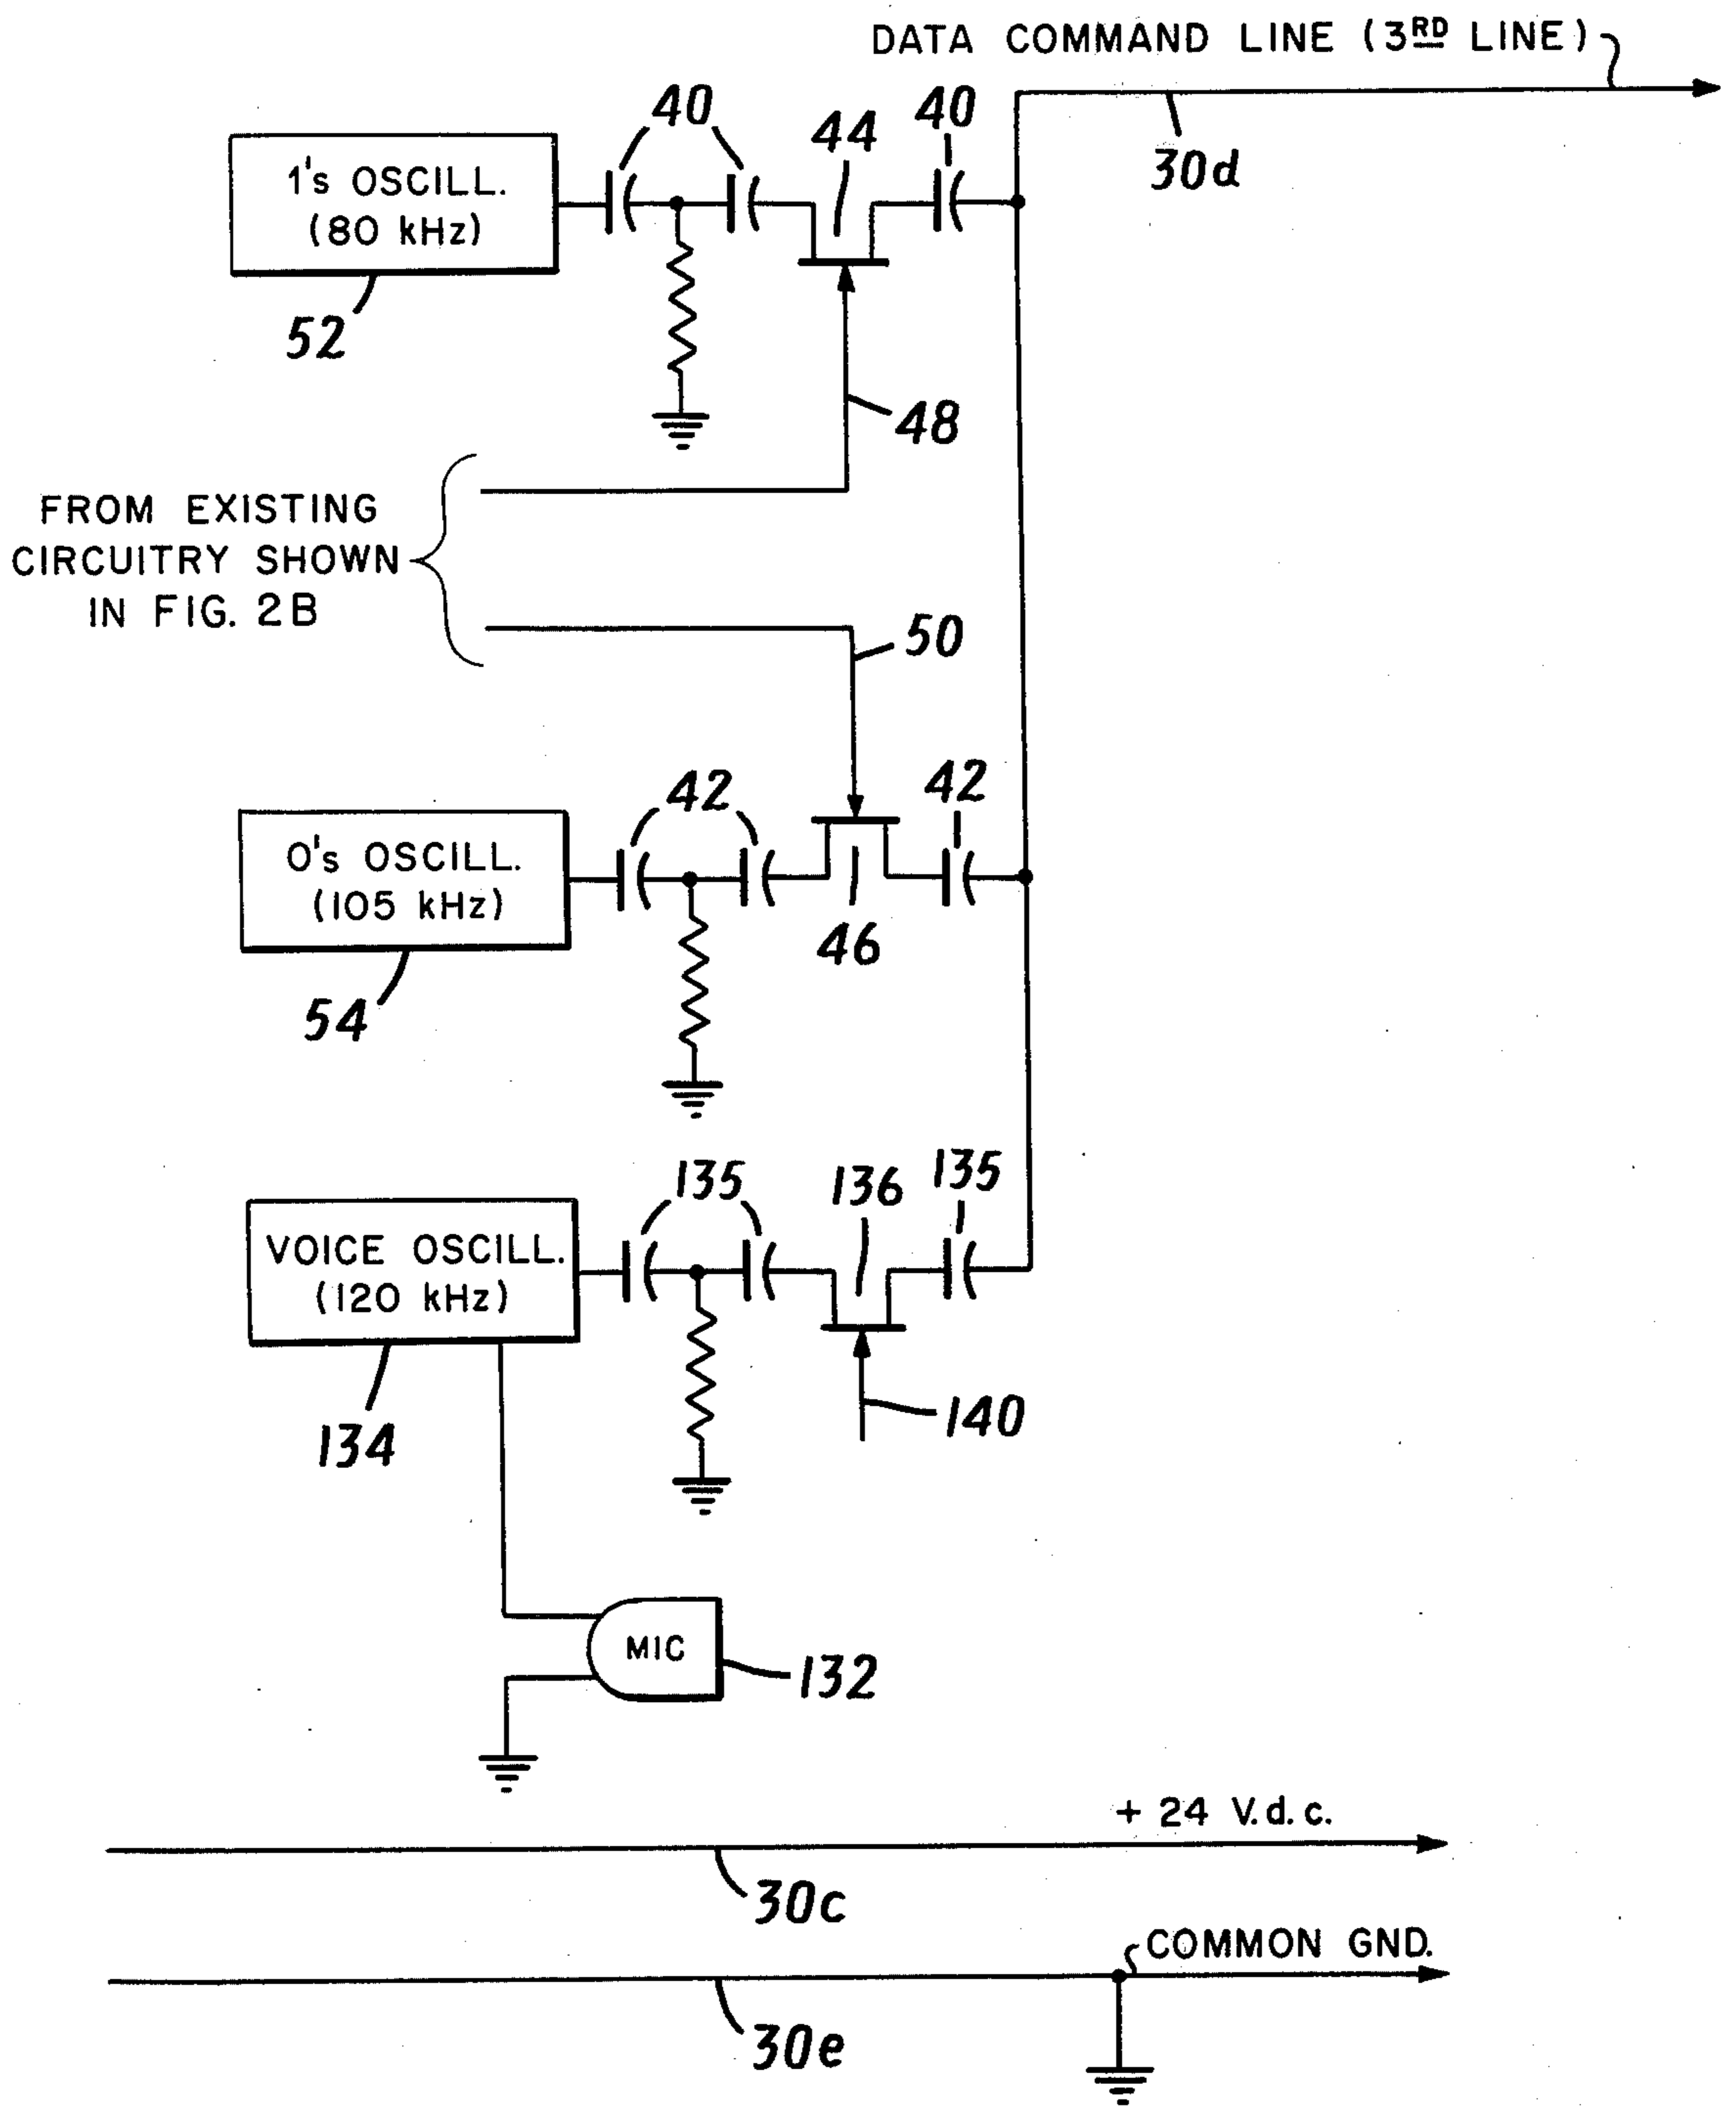 DATA COMMAND LINE (3RD LINE)
40
44
40
30d
1's OSCILL.
(80 kHz)
52
48
FROM EXISTING
CIRCUITRY SHOWN
IN FIG. 2B
50
42
42
0's OSCILL.
(105 kHz)
46
54
135
136
135
VOICE OSCILL.
(120 kHz)
134
140
MIC
132
+ 24 V.d.c.
30c
COMMON GND.
30e